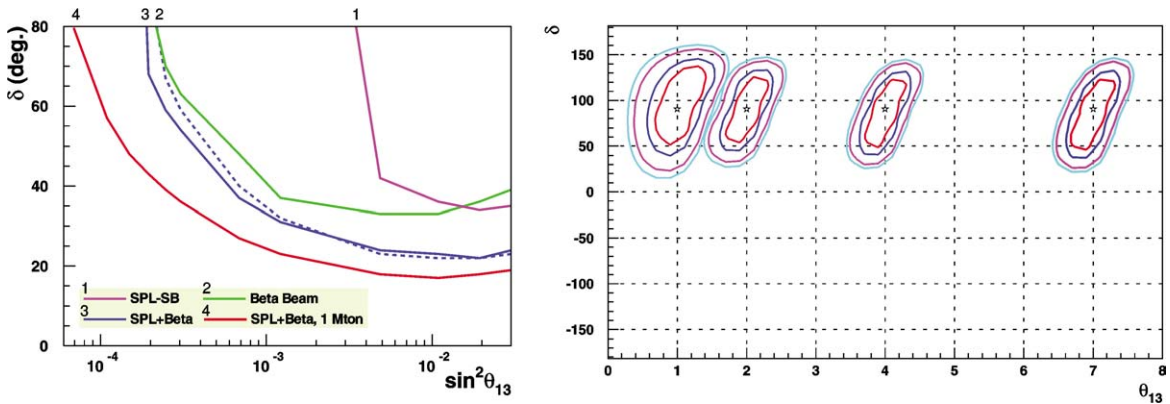 4 3 2 1
80
60
40
20
0
δ (deg.)
1 SPL-SB 2 Beta Beam
3 SPL+Beta 4 SPL+Beta, 1 Mton
10-4 10-3 10-2
sin2θ13
δ
150
100
50
0
-50
-100
-150
0 1 2 3 4 5 6 7 8
θ13